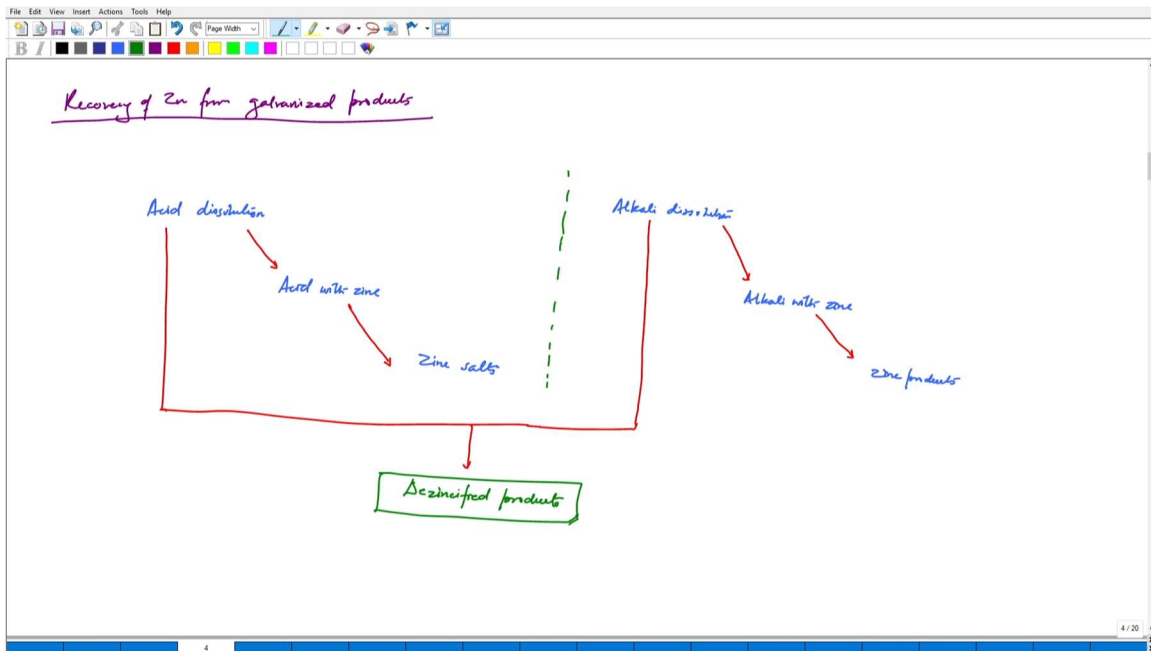 File Edit View Insert Actions Tools Help
Page Width
B I
Recovery of Zn from galvanized products
Acid dissolution
Alkali dissolution
Acid with zinc
Alkali with zinc
Zinc salts
Zinc products
Dezincified products
4 / 20
4